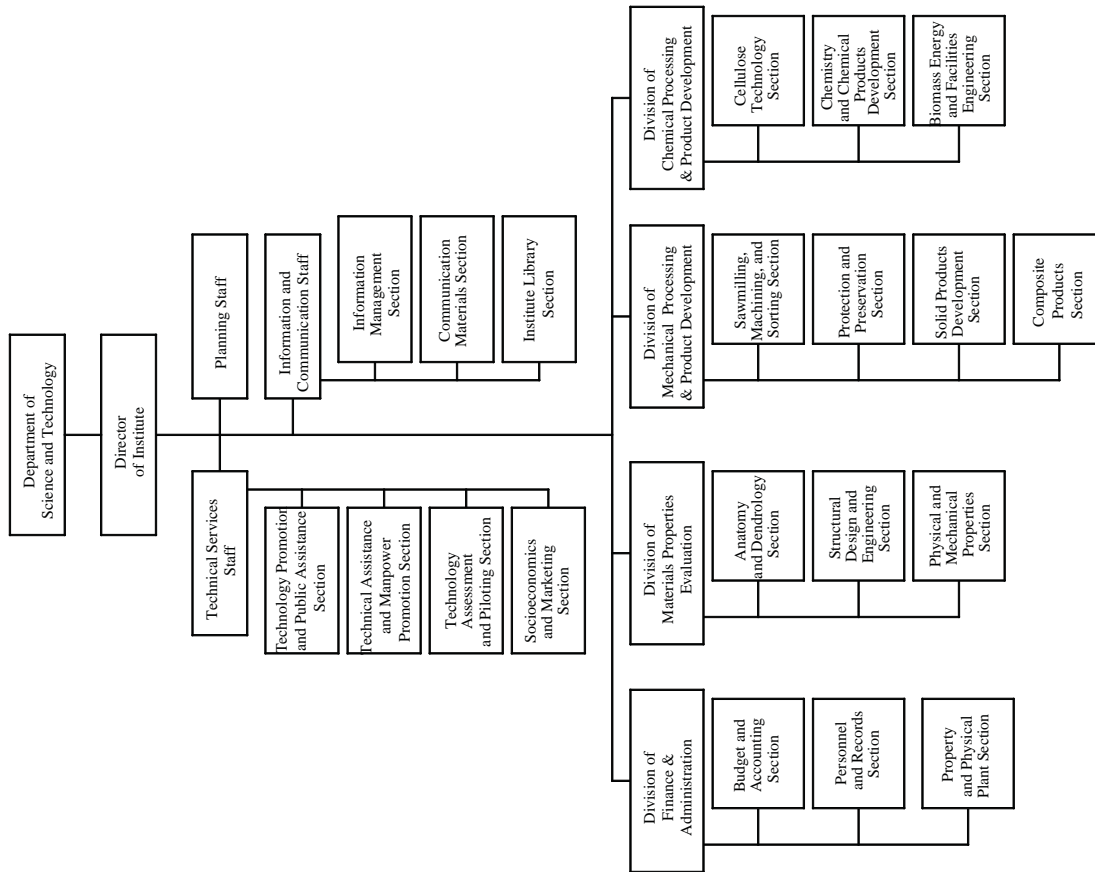 Department of
Science and Technology
Director
of Institute
Technical Services
Staff
Planning Staff
Technology Promotion
and Public Assistance
Section
Technical Assistance
and Manpover
Promotion Section
Technology
Assessment
and Piloting Section
Socioeconomics
and Marketing
Section
Information and
Communication Staff
Information
Management
Section
Communication
Materials Section
Institute Library
Section
Division of
Finance &
Administration
Budget and
Accounting
Section
Personnel
and Records
Section
Property
and Physical
Plant Section
Division of
Materials Properties
Evaluation
Anatomy
and Dendrology
Section
Structural
Design and
Engineering
Section
Physical and
Mechanical
Properties
Section
Division of
Mechanical Processing
& Product Development
Sawmilling,
Machining, and
Sorting Section
Protection and
Preservation
Section
Solid Products
Development
Section
Composite
Products
Section
Division of
Chemical Processing
& Product Development
Cellulose
Technology
Section
Chemistry
and Chemical
Products
Development
Section
Biomass Energy
and Facilities
Engineering
Section